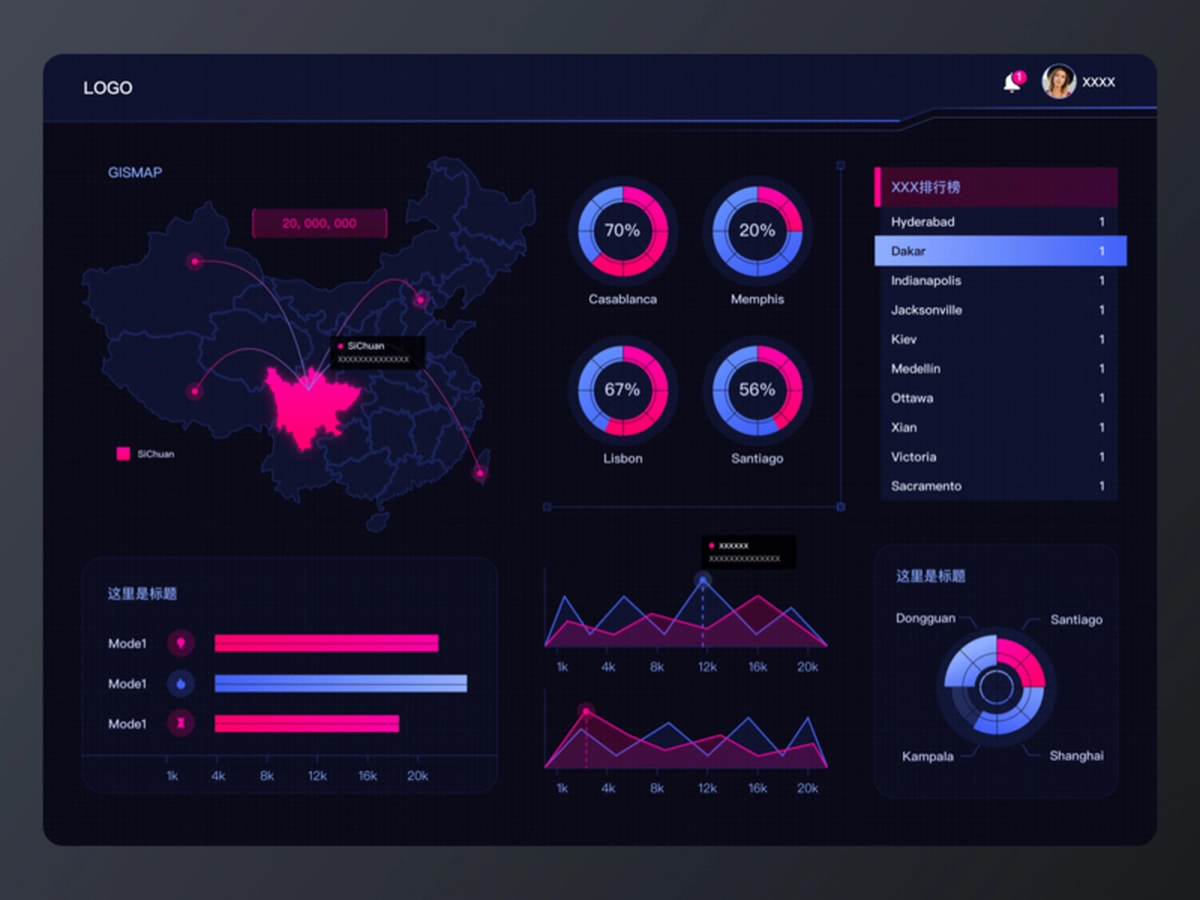 LOGO
1
XXXX
GISMAP
20, 000, 000
SiChuan
XXXXXXXXXXXXXX
SiChuan
70%
Casablanca
20%
Memphis
67%
Lisbon
56%
Santiago
XXX排行榜
Hyderabad 1
Dakar 1
Indianapolis 1
Jacksonville 1
Kiev 1
Medellín 1
Ottawa 1
Xian 1
Victoria 1
Sacramento 1
这里是标题
Mode1
Mode1
Mode1
1k 4k 8k 12k 16k 20k
XXXXXX
XXXXXXXXXXXXXX
1k 4k 8k 12k 16k 20k
1k 4k 8k 12k 16k 20k
这里是标题
Dongguan
Santiago
Kampala
Shanghai